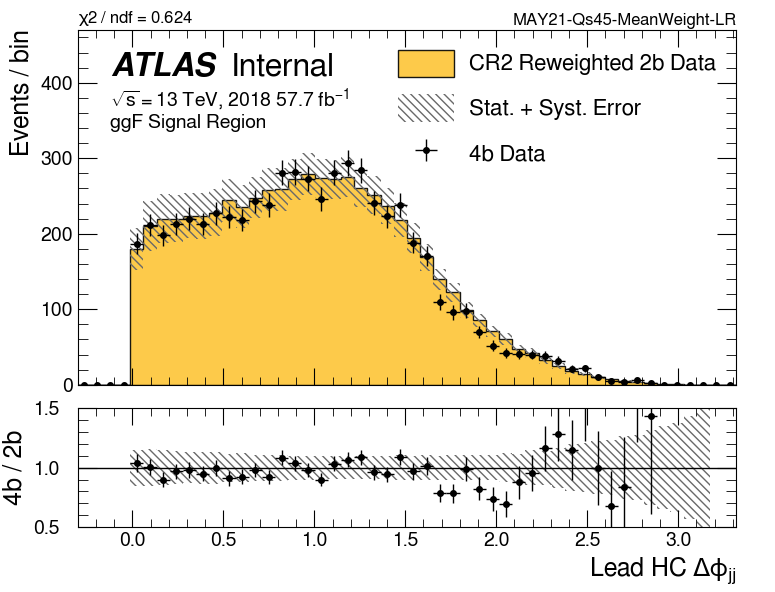 χ² / ndf = 0.624
MAY21-Qs45-MeanWeight-LR
Events / bin
ATLAS Internal
√s = 13 TeV, 2018 57.7 fb⁻¹
ggF Signal Region
CR2 Reweighted 2b Data
Stat. + Syst. Error
4b Data
400
300
200
100
0
4b / 2b
1.5
1.0
0.5
0.0 0.5 1.0 1.5 2.0 2.5 3.0
Lead HC Δϕjj